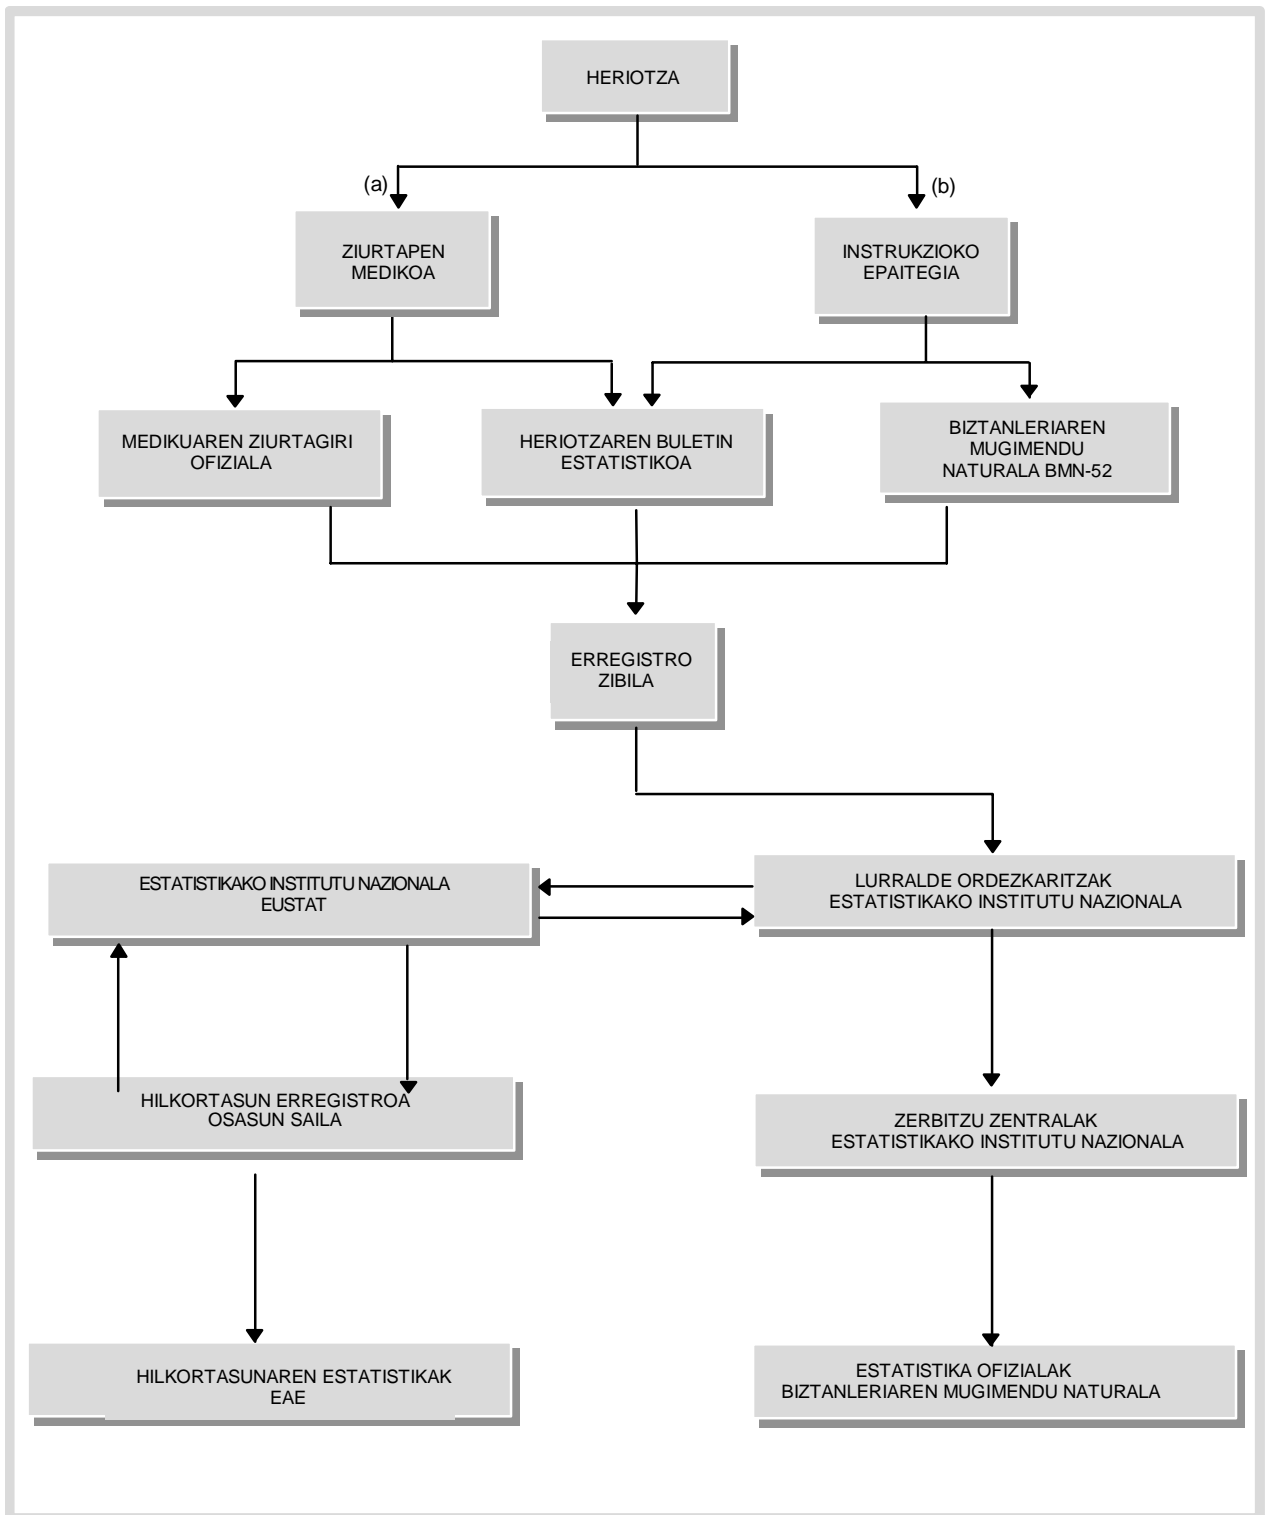 HERIOTZA
(a)
(b)
ZIURTAPEN
MEDIKOA
INSTRUKZIOKO
EPAITEGIA
MEDIKUAREN ZIURTAGIRI
OFIZIALA
HERIOTZAREN BULETIN
ESTATISTIKOA
BIZTANLERIAREN
MUGIMENDU
NATURALA BMN-52
ERREGISTRO
ZIBILA
ESTATISTIKAKO INSTITUTU NAZIONALA
EUSTAT
LURRALDE ORDEZKARITZAK
ESTATISTIKAKO INSTITUTU NAZIONALA
HILKORTASUN ERREGISTROA
OSASUN SAILA
ZERBITZU ZENTRALAK
ESTATISTIKAKO INSTITUTU NAZIONALA
HILKORTASUNAREN ESTATISTIKAK
EAE
ESTATISTIKA OFIZIALAK
BIZTANLERIAREN MUGIMENDU NATURALA